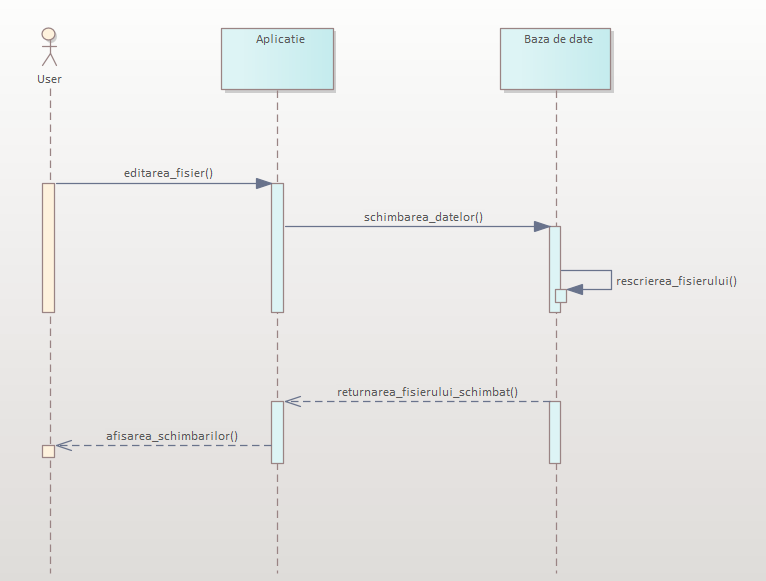 User
Aplicatie
Baza de date
editarea_fisier()
schimbarea_datelor()
rescrierea_fisierului()
returnarea_fisierului_schimbat()
afisarea_schimbarilor()